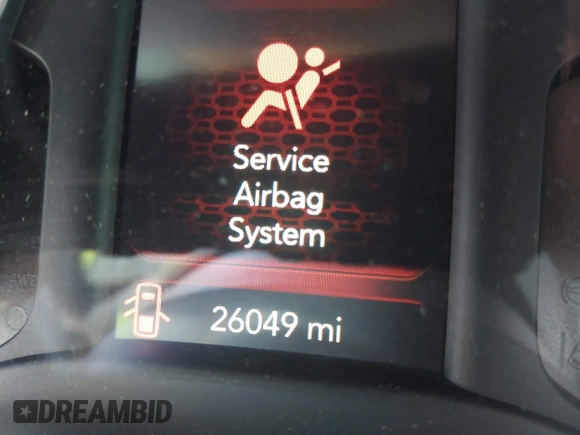 Service
Airbag
System
26049 mi
DREAMBID